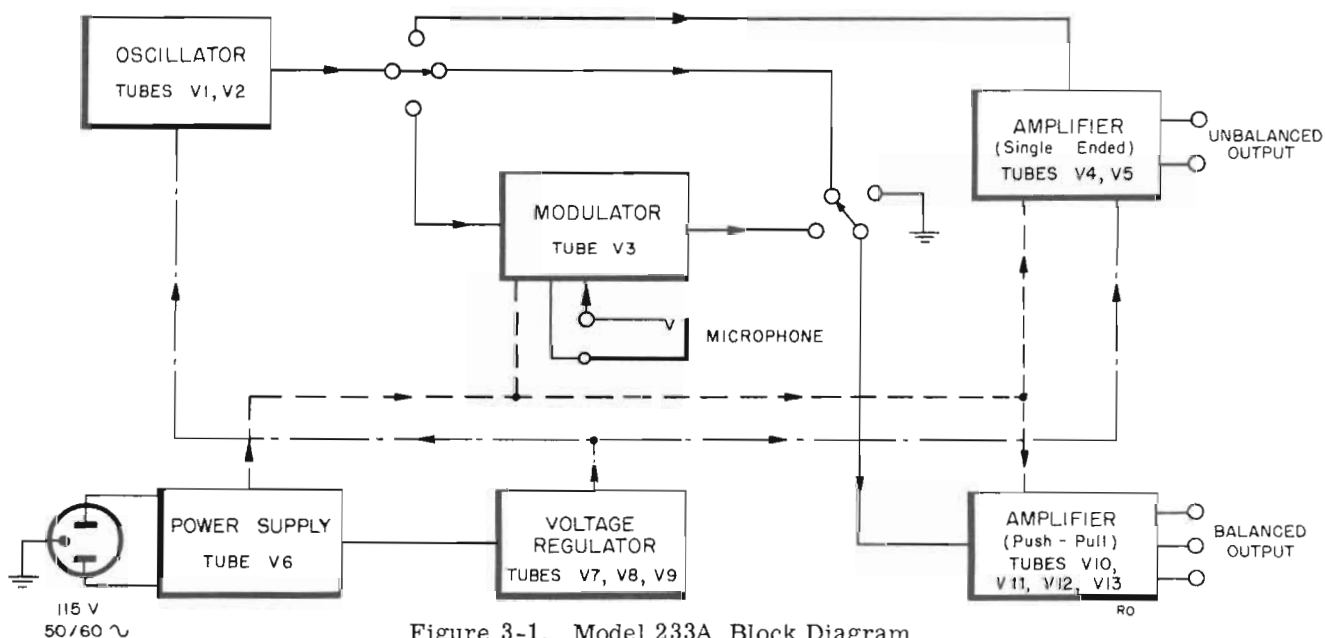 OSCILLATOR
TUBES V1, V2
AMPLIFIER
(Single Ended)
TUBES V4, V5
UNBALANCED
OUTPUT
MODULATOR
TUBE V3
MICROPHONE
POWER SUPPLY
TUBE V6
VOLTAGE
REGULATOR
TUBES V7, V8, V9
AMPLIFIER
(Push - Pull)
TUBES V10,
V11, V12, V13
BALANCED
OUTPUT
RO
115 V
50/60 ~
Figure 3-1. Model 233A Block Diagram